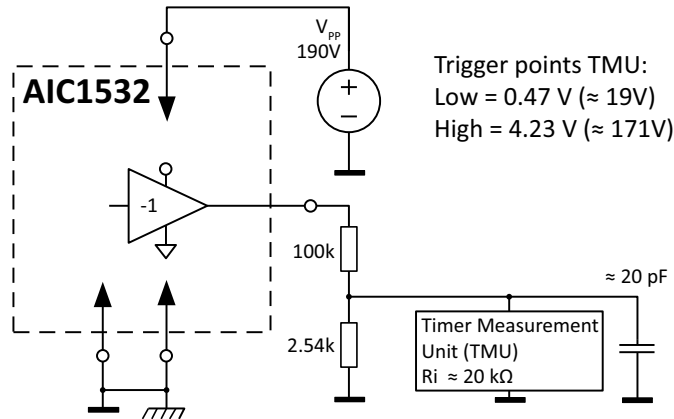 V_PP
190V
Trigger points TMU:
Low = 0.47 V (≈ 19V)
High = 4.23 V (≈ 171V)
AIC1532
+
−
-1
100k
≈ 20 pF
2.54k
Timer Measurement
Unit (TMU)
Ri ≈ 20 kΩ